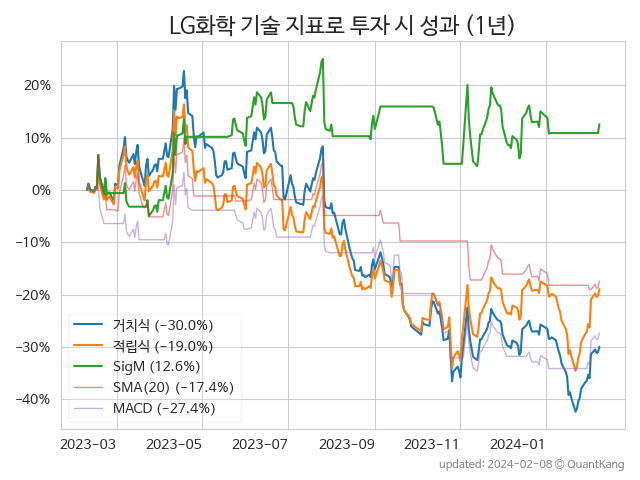 LG화학 기술 지표로 투자 시 성과 (1년)
20%
10%
0%
−10%
−20%
−30%
−40%
거치식 (−30.0%)
적립식 (−19.0%)
SigM (12.6%)
SMA(20) (−17.4%)
MACD (−27.4%)
2023-03 2023-05 2023-07 2023-09 2023-11 2024-01
updated: 2024-02-08 © QuantKang